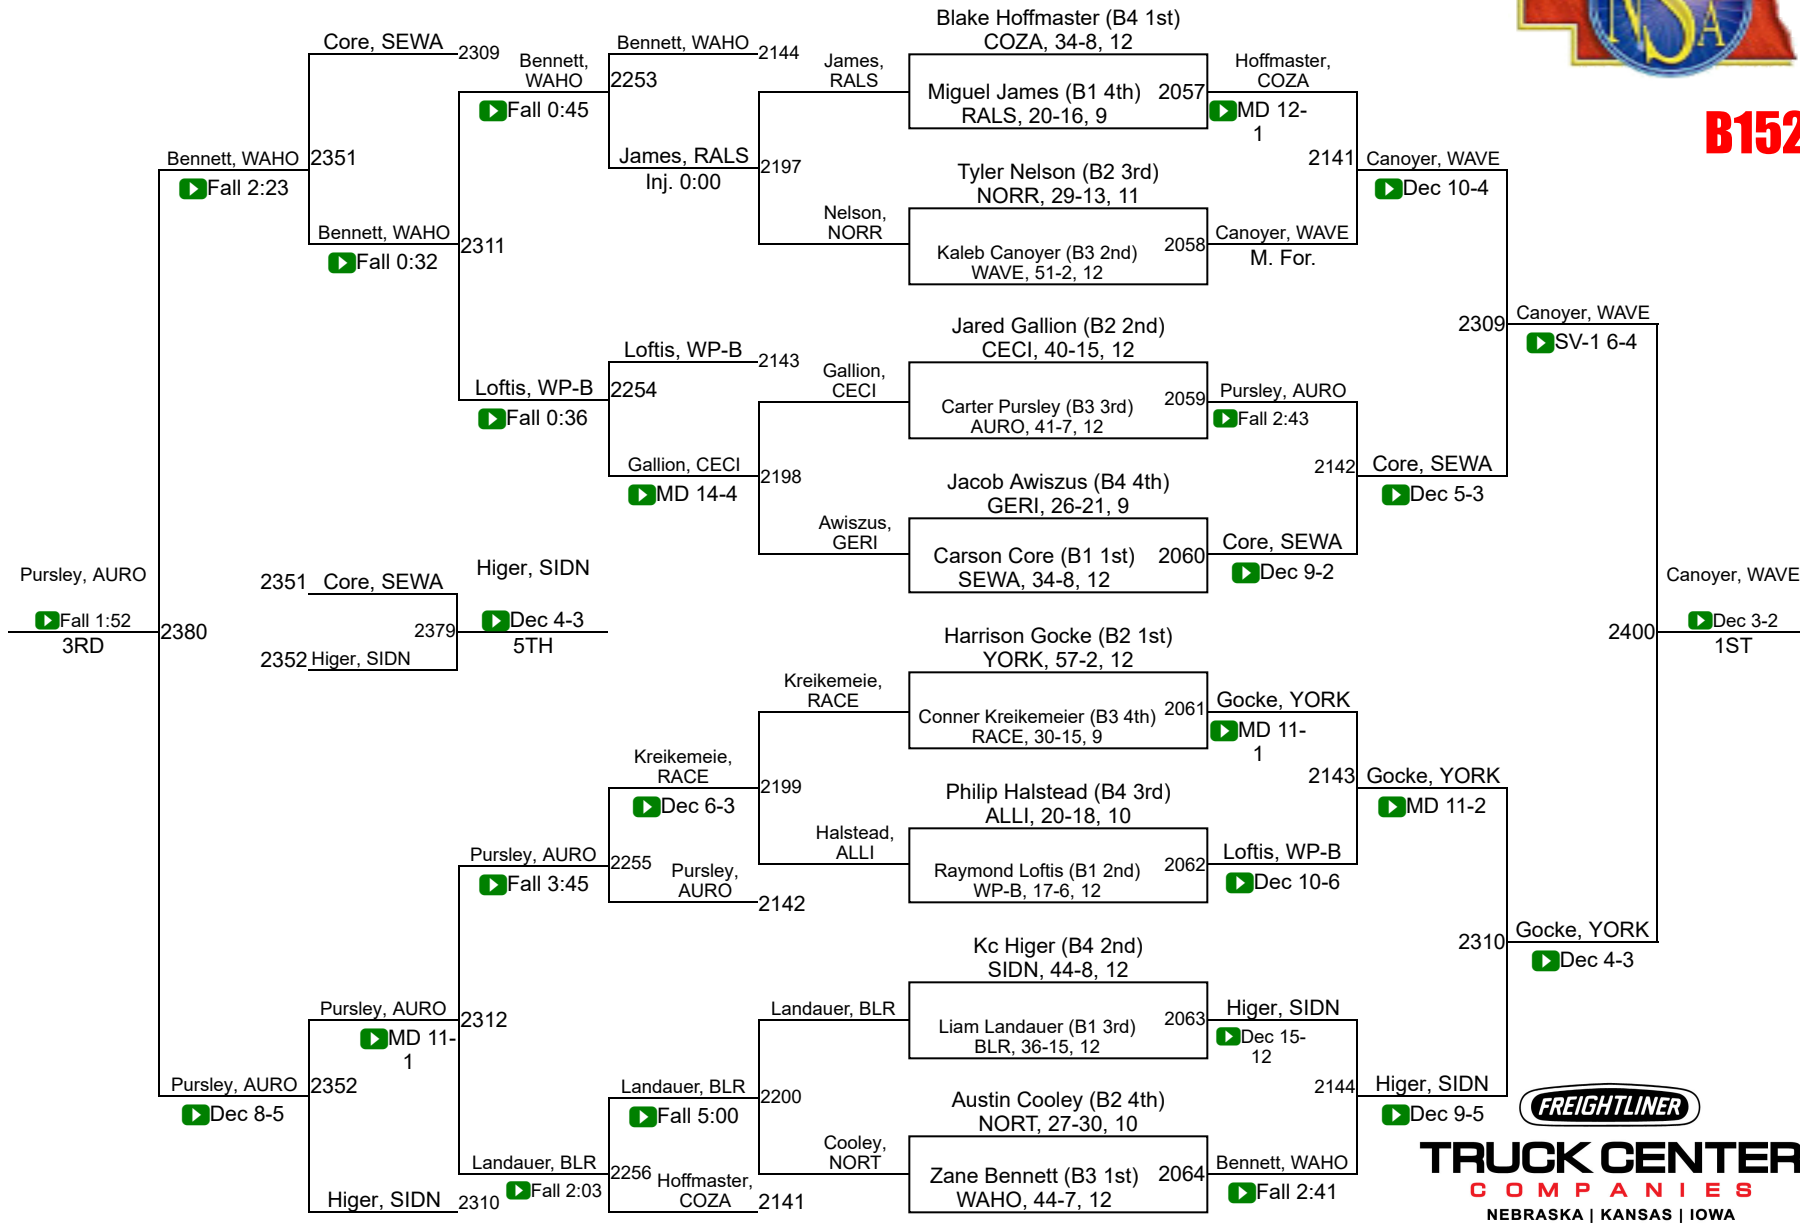 NSA
B152
Core, SEWA
2309
Bennett,
WAHO
Fall 0:45
2253
Bennett, WAHO
2144
James, RALS
Inj. 0:00
2197
James,
RALS
Nelson,
NORR
Bennett, WAHO
Fall 2:23
2351
Bennett, WAHO
Fall 0:32
2311
Loftis, WP-B
Fall 0:36
2254
Loftis, WP-B
2143
Gallion, CECI
MD 14-4
2198
Gallion,
CECI
Awiszus,
GERI
Blake Hoffmaster (B4 1st)
COZA, 34-8, 12
Miguel James (B1 4th)
RALS, 20-16, 9
2057
Hoffmaster,
COZA
MD 12-
1
Tyler Nelson (B2 3rd)
NORR, 29-13, 11
Kaleb Canoyer (B3 2nd)
WAVE, 51-2, 12
2058
Canoyer, WAVE
M. For.
2141
Canoyer, WAVE
Dec 10-4
Jared Gallion (B2 2nd)
CECI, 40-15, 12
Carter Pursley (B3 3rd)
AURO, 41-7, 12
2059
Pursley, AURO
Fall 2:43
Jacob Awiszus (B4 4th)
GERI, 26-21, 9
Carson Core (B1 1st)
SEWA, 34-8, 12
2060
Core, SEWA
Dec 9-2
2142
Core, SEWA
Dec 5-3
2309
Canoyer, WAVE
SV-1 6-4
Pursley, AURO
Fall 1:52
3RD
2380
2351
Core, SEWA
2352
Higer, SIDN
2379
Higer, SIDN
Dec 4-3
5TH
2400
Canoyer, WAVE
Dec 3-2
1ST
Harrison Gocke (B2 1st)
YORK, 57-2, 12
Conner Kreikemeier (B3 4th)
RACE, 30-15, 9
2061
Gocke, YORK
MD 11-
1
Philip Halstead (B4 3rd)
ALLI, 20-18, 10
Raymond Loftis (B1 2nd)
WP-B, 17-6, 12
2062
Loftis, WP-B
Dec 10-6
2143
Gocke, YORK
MD 11-2
Kreikemeie,
RACE
Halstead,
ALLI
2199
Kreikemeie,
RACE
Dec 6-3
2255
Pursley,
AURO
2142
Pursley, AURO
Fall 3:45
Kc Higer (B4 2nd)
SIDN, 44-8, 12
Liam Landauer (B1 3rd)
BLR, 36-15, 12
2063
Higer, SIDN
Dec 15-
12
Austin Cooley (B2 4th)
NORT, 27-30, 10
Zane Bennett (B3 1st)
WAHO, 44-7, 12
2064
Bennett, WAHO
Fall 2:41
2144
Higer, SIDN
Dec 9-5
2310
Gocke, YORK
Dec 4-3
Landauer, BLR
Cooley,
NORT
2200
Landauer, BLR
Fall 5:00
2256
Hoffmaster,
COZA
2141
Landauer, BLR
Fall 2:03
2312
Pursley, AURO
MD 11-
1
2352
Higer, SIDN
2310
Pursley, AURO
Dec 8-5
FREIGHTLINER
TRUCK CENTER
COMPANIES
NEBRASKA | KANSAS | IOWA